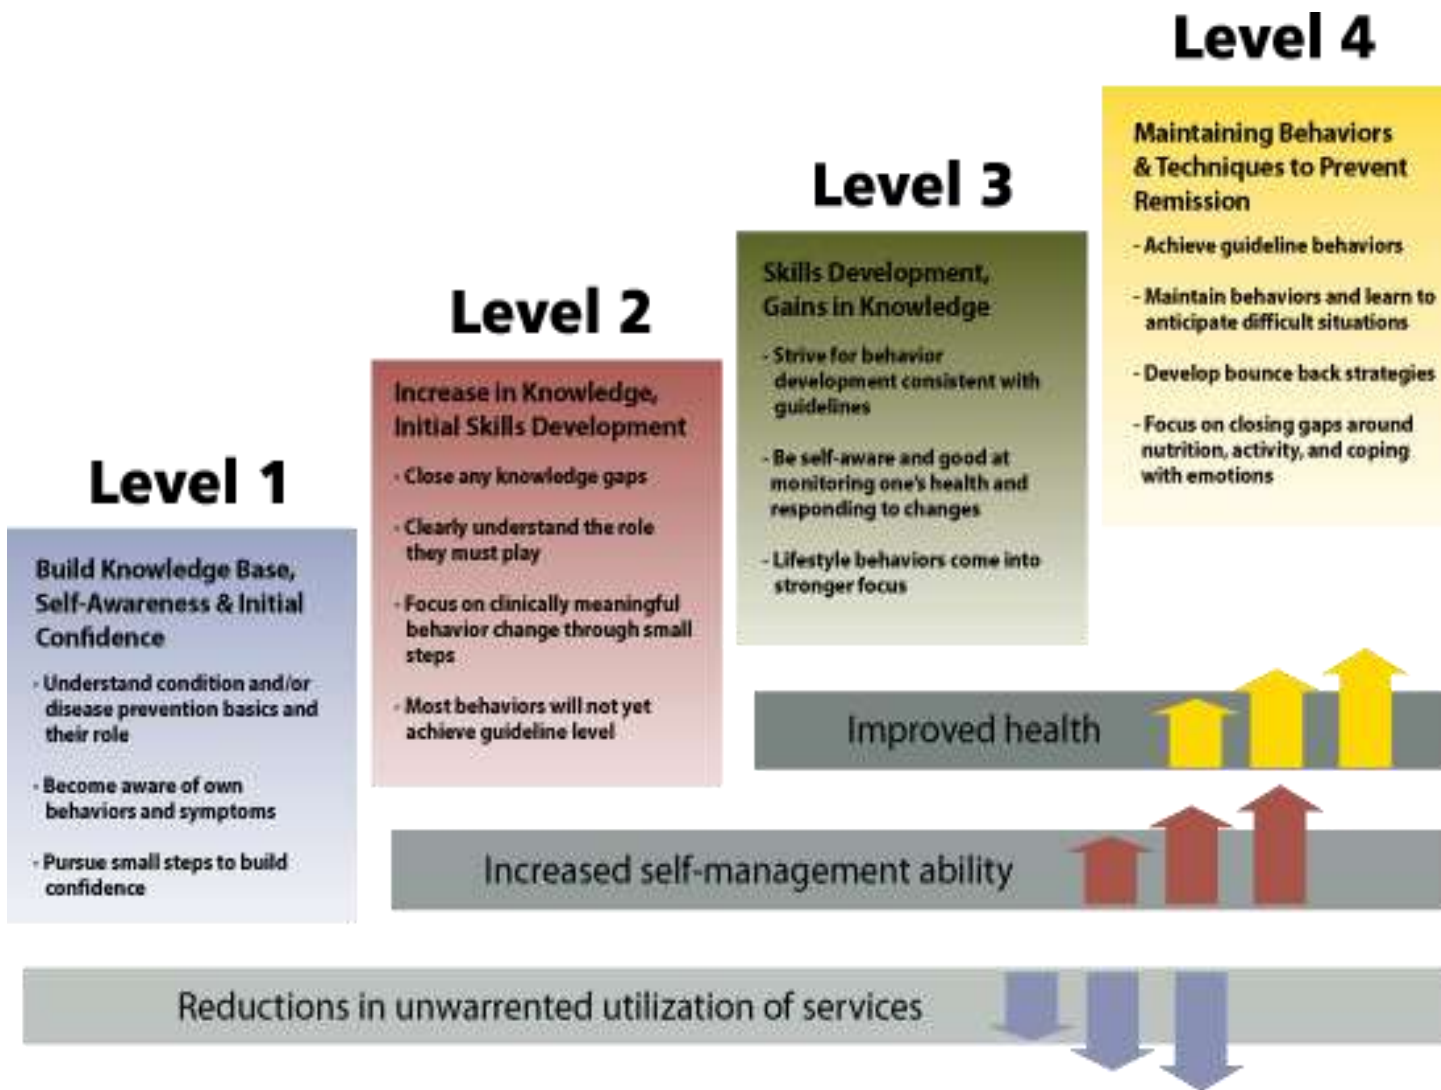 Level 1
Build Knowledge Base,
Self-Awareness & Initial
Confidence
- Understand condition and/or
disease prevention basics and
their role
- Become aware of own
behaviors and symptoms
- Pursue small steps to build
confidence
Level 2
Increase in Knowledge,
Initial Skills Development
- Close any knowledge gaps
- Clearly understand the role
they must play
- Focus on clinically meaningful
behavior change through small
steps
- Most behaviors will not yet
achieve guideline level
Level 3
Skills Development,
Gains in Knowledge
- Strive for behavior
development consistent with
guidelines
- Be self-aware and good at
monitoring one's health and
responding to changes
- Lifestyle behaviors come into
stronger focus
Level 4
Maintaining Behaviors
& Techniques to Prevent
Remission
- Achieve guideline behaviors
- Maintain behaviors and learn to
anticipate difficult situations
- Develop bounce back strategies
- Focus on closing gaps around
nutrition, activity, and coping
with emotions
Improved health
Increased self-management ability
Reductions in unwarrented utilization of services